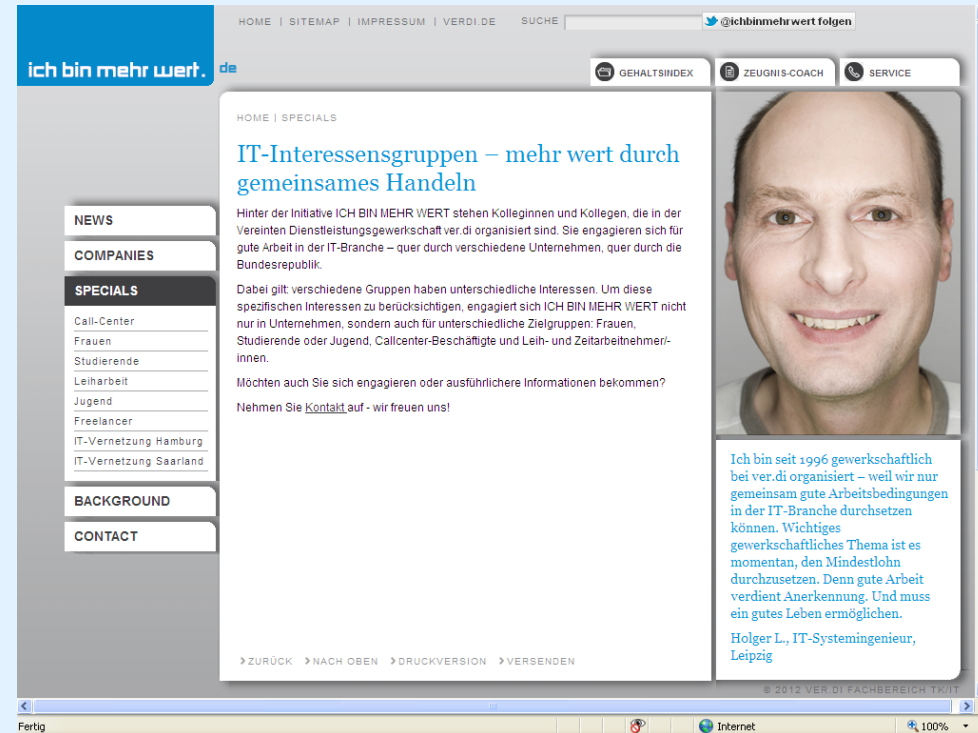 HOME | SITEMAP | IMPRESSUM | VERDI.DE SUCHE @ichbinmehrwert folgen
ich bin mehr wert. de
GEHALTSINDEX ZEUGNIS-COACH SERVICE
HOME | SPECIALS
IT-Interessensgruppen – mehr wert durch
gemeinsames Handeln
Hinter der Initiative ICH BIN MEHR WERT stehen Kolleginnen und Kollegen, die in der
Vereinten Dienstleistungsgewerkschaft ver.di organisiert sind. Sie engagieren sich für
gute Arbeit in der IT-Branche – quer durch verschiedene Unternehmen, quer durch die
Bundesrepublik.
Dabei gilt: verschiedene Gruppen haben unterschiedliche Interessen. Um diese
spezifischen Interessen zu berücksichtigen, engagiert sich ICH BIN MEHR WERT nicht
nur in Unternehmen, sondern auch für unterschiedliche Zielgruppen: Frauen,
Studierende oder Jugend, Callcenter-Beschäftigte und Leih- und Zeitarbeitnehmer/-
innen.
Möchten auch Sie sich engagieren oder ausführlichere Informationen bekommen?
Nehmen Sie Kontakt auf - wir freuen uns!
NEWS
COMPANIES
SPECIALS
Call-Center
Frauen
Studierende
Leiharbeit
Jugend
Freelancer
IT-Vernetzung Hamburg
IT-Vernetzung Saarland
BACKGROUND
CONTACT
Ich bin seit 1996 gewerkschaftlich
bei ver.di organisiert – weil wir nur
gemeinsam gute Arbeitsbedingungen
in der IT-Branche durchsetzen
können. Wichtiges
gewerkschaftliches Thema ist es
momentan, den Mindestlohn
durchzusetzen. Denn gute Arbeit
verdient Anerkennung. Und muss
ein gutes Leben ermöglichen.
Holger L., IT-Systemingenieur,
Leipzig
ZURÜCK NACH OBEN DRUCKVERSION VERSENDEN
© 2012 VER.DI FACHBEREICH TK/IT
Fertig Internet 100%